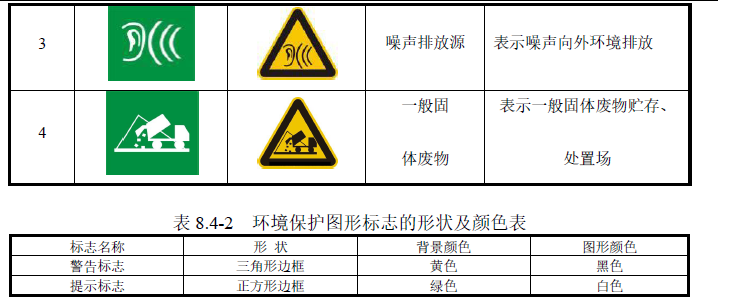 3 噪声排放源 表示噪声向外环境排放
一般固 表示一般固体废物贮存、
4
体废物 处置场
表 8.4-2 环境保护图形标志的形状及颜色表
标志名称 形 状 背景颜色 图形颜色
警告标志 三角形边框 黄色 黑色
提示标志 正方形边框 绿色 白色